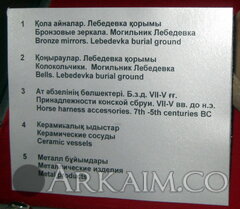 1 Қола айналар. Лебедевка қорымы
Бронзовые зеркала. Могильник Лебедевка
Bronze mirrors. Lebedevka burial ground
2 Қоңыраулар. Лебедевка қорымы
Колокольчики. Могильник Лебедевка
Bells. Lebedevka burial ground
3 Ат әбзелінің бөлшектері. Б.з.д. VII-V ғғ.
Принадлежности конской сбруи. VII-V вв. до н.э.
Horse harness accessories. 7th -5th centuries BC
4 Керамикалық ыдыстар
Керамические сосуды
Ceramic vessels
5 Металл бұйымдары
Металлические изделия
Metal products
ARKAIM.CO